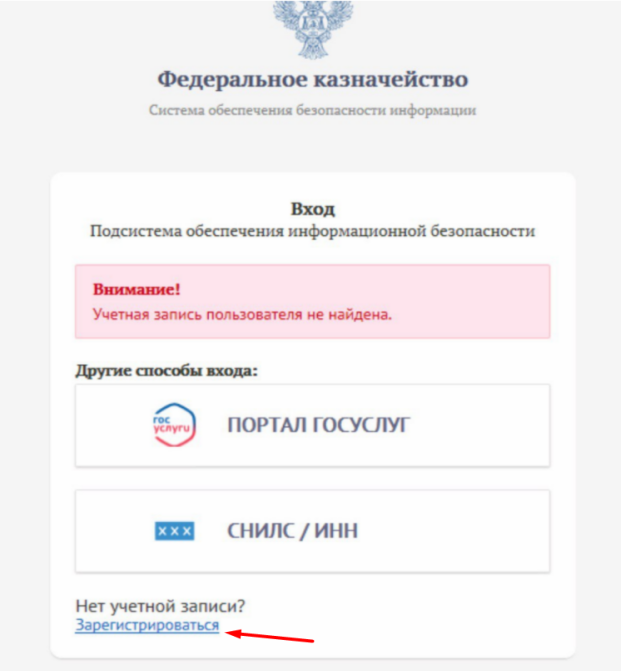 Федеральное казначейство
Система обеспечения безопасности информации
Вход
Подсистема обеспечения информационной безопасности
Внимание!
Учетная запись пользователя не найдена.
Другие способы входа:
гос
услуги
ПОРТАЛ ГОСУСЛУГ
xxx
СНИЛС / ИНН
Нет учетной записи?
Зарегистрироваться